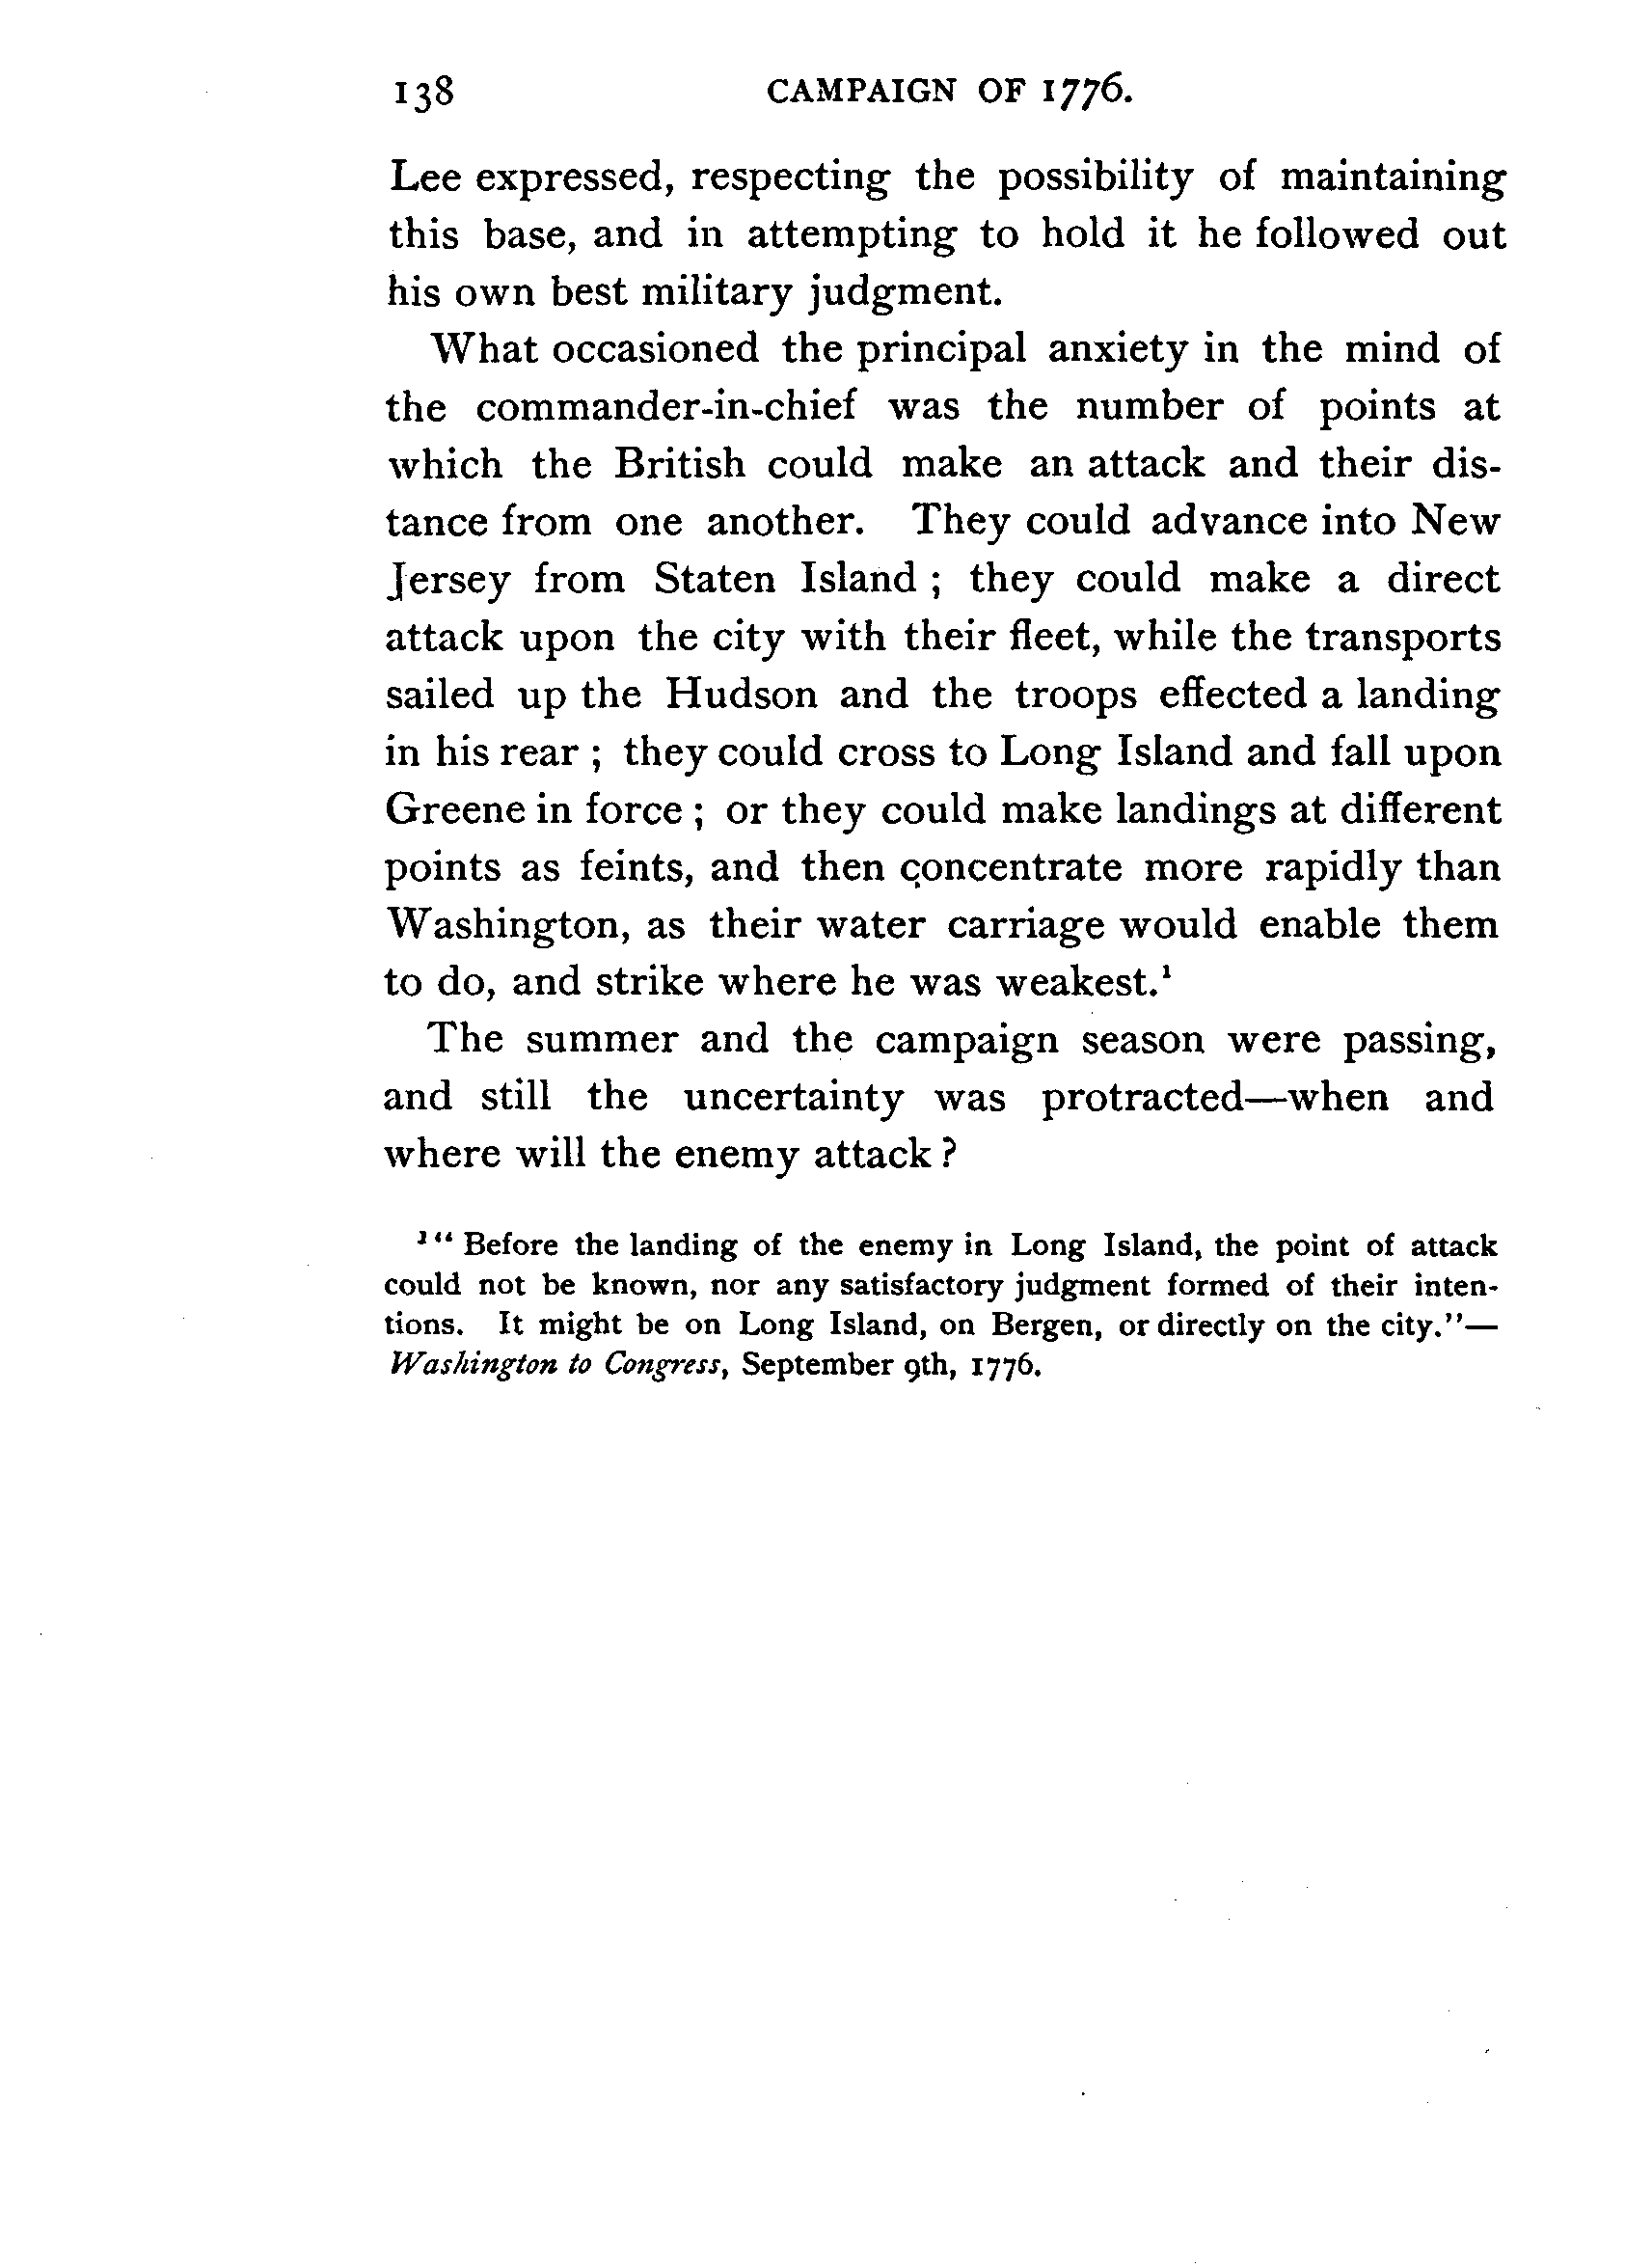 138 CAMPAIGN OF 1776.
Lee expressed, respecting the possibility of maintaining
this base, and in attempting to hold it he followed out
his own best military judgment.
What occasioned the principal anxiety in the mind of
the commander-in-chief was the number of points at
which the British could make an attack and their dis-
tance from one another. They could advance into New
Jersey from Staten Island ; they could make a direct
attack upon the city with their fleet, while the transports
sailed up the Hudson and the troops effected a landing
in his rear ; they could cross to Long Island and fall upon
Greene in force ; or they could make landings at different
points as feints, and then concentrate more rapidly than
Washington, as their water carriage would enable them
to do, and strike where he was weakest.¹
The summer and the campaign season were passing,
and still the uncertainty was protracted—when and
where will the enemy attack ?
¹ “ Before the landing of the enemy in Long Island, the point of attack
could not be known, nor any satisfactory judgment formed of their inten-
tions. It might be on Long Island, on Bergen, or directly on the city.”—
Washington to Congress, September 9th, 1776.